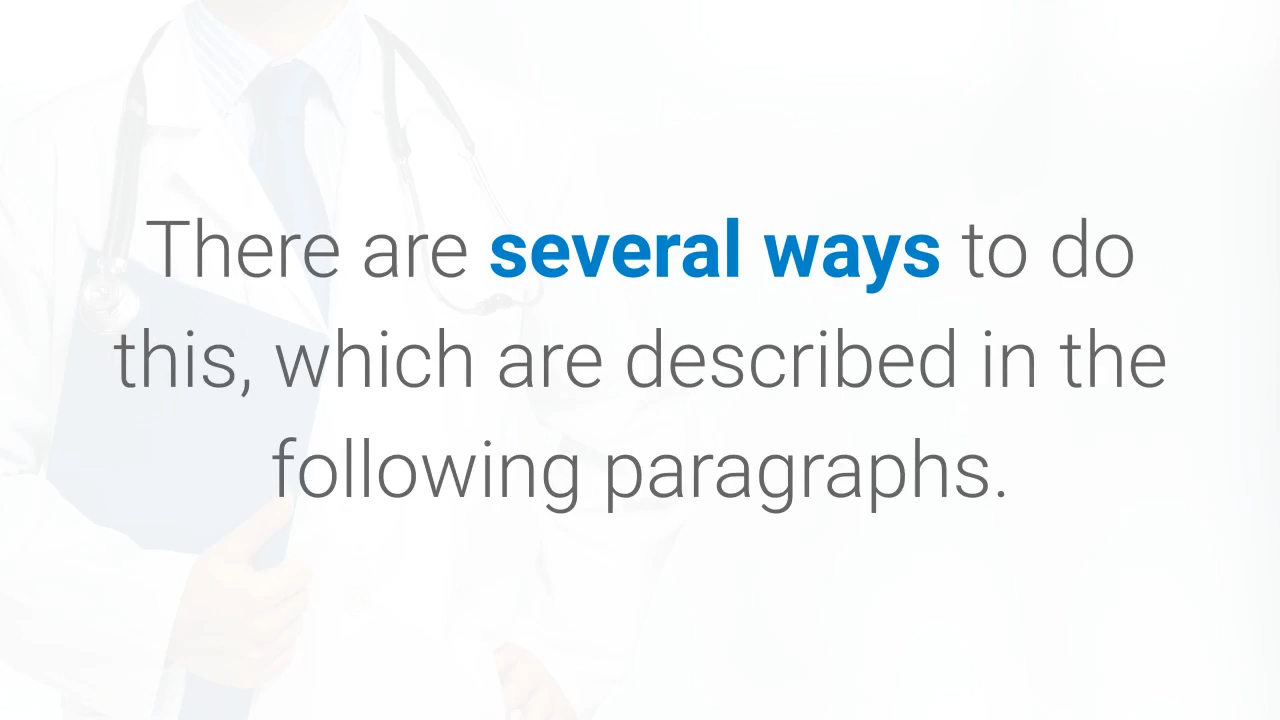 There are several ways to do
this, which are described in the
following paragraphs.